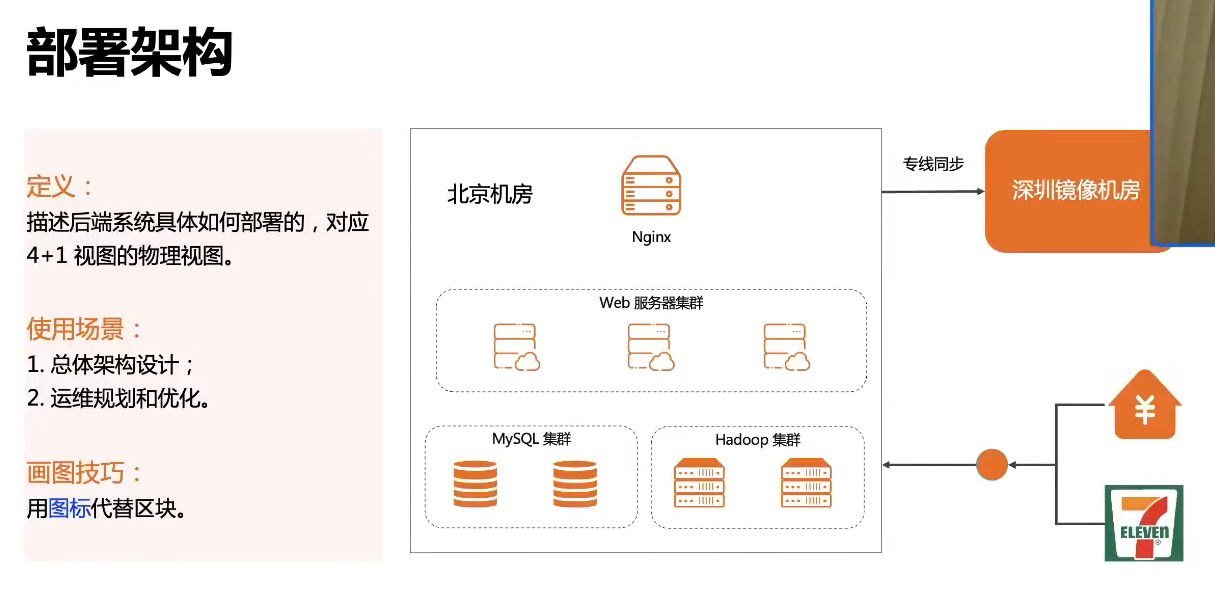 部署架构
定义：
描述后端系统具体如何部署的，对应
4+1 视图的物理视图。
使用场景：
1. 总体架构设计；
2. 运维规划和优化。
画图技巧：
用图标代替区块。
北京机房
Nginx
Web 服务器集群
MySQL 集群
Hadoop 集群
专线同步
深圳镜像机房
¥
7
ELEVEN